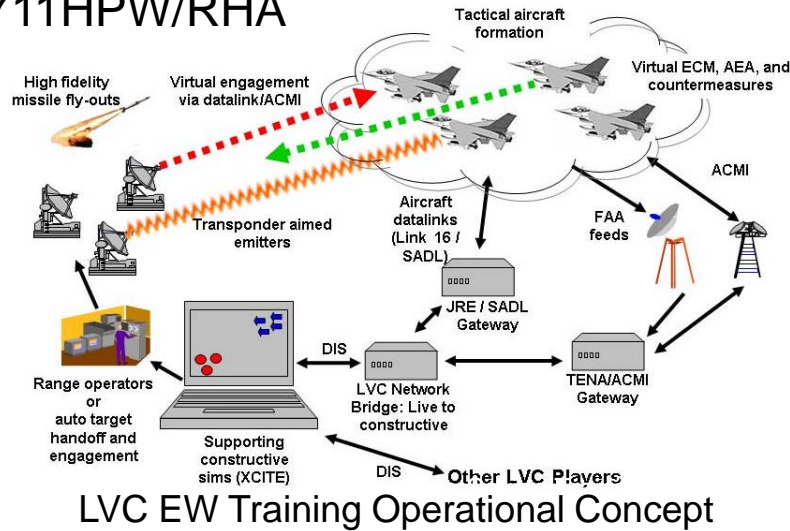 711HPW/RHA
Tactical aircraft
formation
High fidelity
missile fly-outs
Virtual engagement
via datalink/ACMI
Virtual ECM, AEA, and
countermeasures
ACMI
Transponder aimed
emitters
Aircraft
datalinks
(Link 16 /
SADL)
FAA
feeds
JRE / SADL
Gateway
DIS
TENA/ACMI
Gateway
LVC Network
Bridge: Live to
constructive
Range operators
or
auto target
handoff and
engagement
Supporting
constructive
sims (XCITE)
DIS
Other LVC Players
LVC EW Training Operational Concept